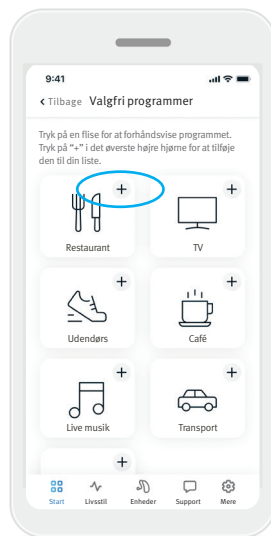 9:41
Tilbage Valgfri programmer
Tryk på en flise for at forhåndsvise programmet.
Tryk på "+" i det øverste højre hjørne for at tilføje
den til din liste.
+ +
Restaurant TV
+ +
Udendørs Café
+ +
Live musik Transport
+
Start Livsstil Enheder Support Mere